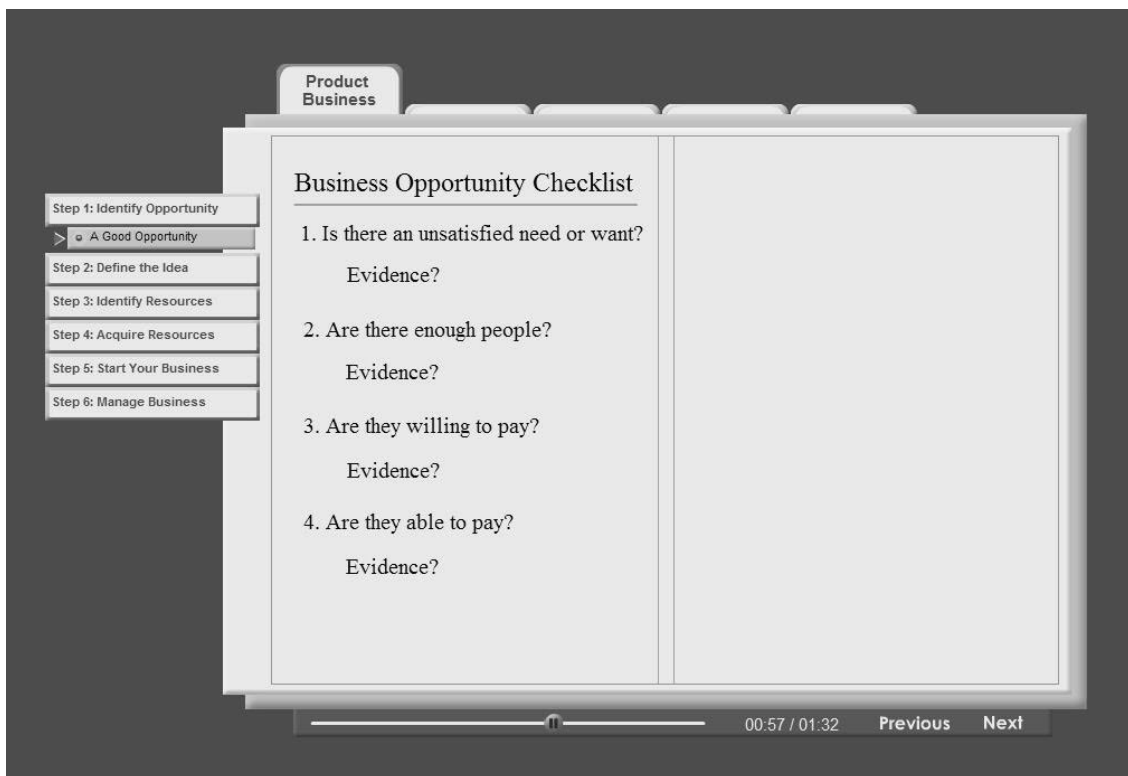 Product
Business
Step 1: Identify Opportunity
A Good Opportunity
Step 2: Define the Idea
Step 3: Identify Resources
Step 4: Acquire Resources
Step 5: Start Your Business
Step 6: Manage Business
Business Opportunity Checklist
1. Is there an unsatisfied need or want?
Evidence?
2. Are there enough people?
Evidence?
3. Are they willing to pay?
Evidence?
4. Are they able to pay?
Evidence?
00:57 / 01:32 Previous Next